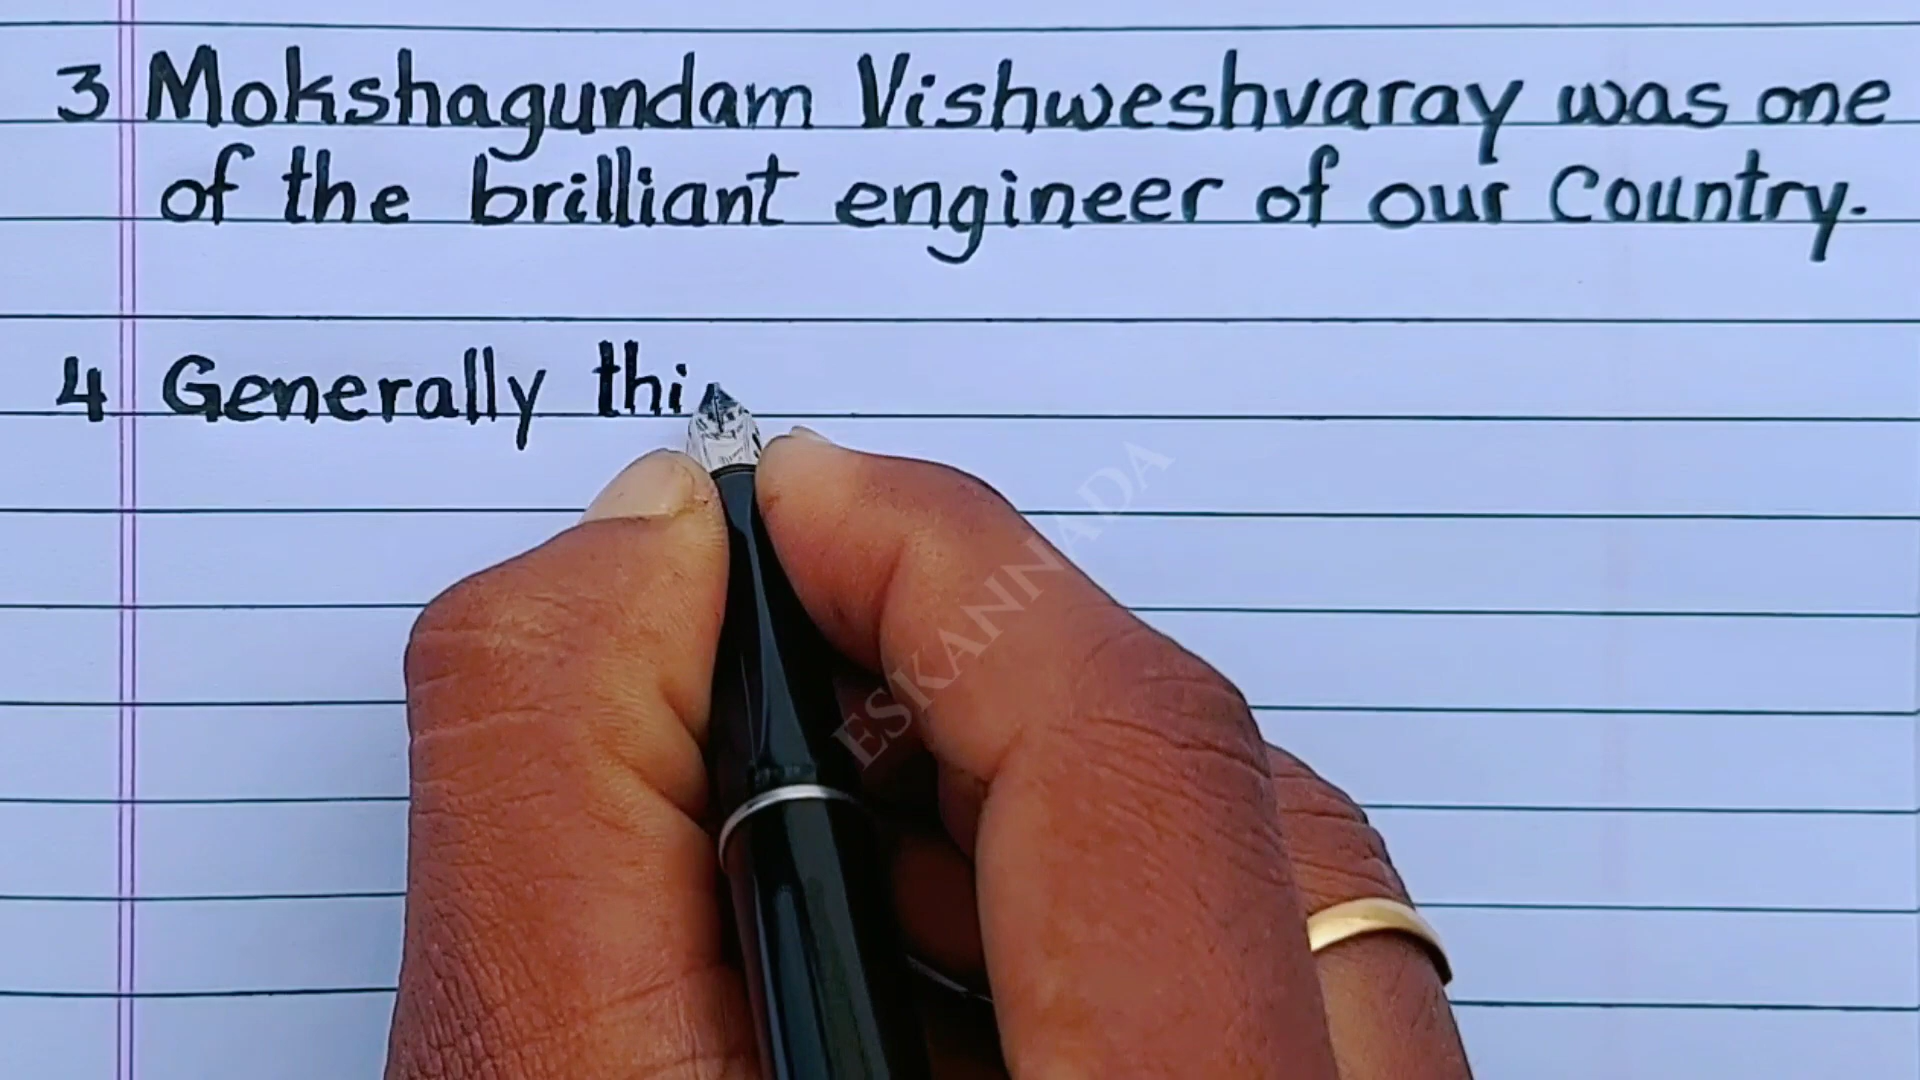 3 Mokshagundam Vishweshvaray was one
of the brilliant engineer of our Country.
4 Generally thi
ESKANNADA